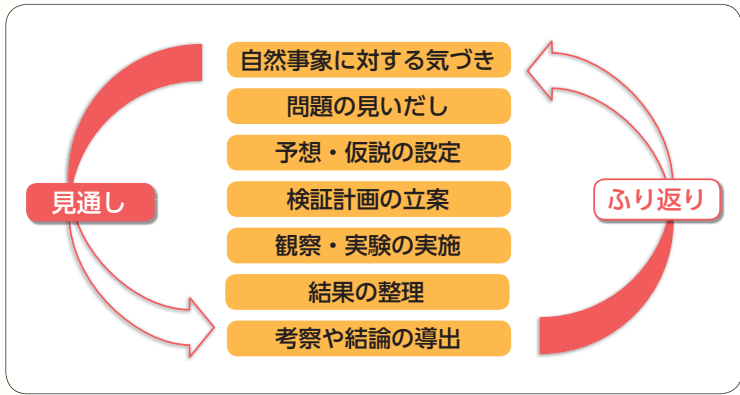 自然事象に対する気づき
問題の見いだし
予想・仮説の設定
見通し
検証計画の立案
ふり返り
観察・実験の実施
結果の整理
考察や結論の導出